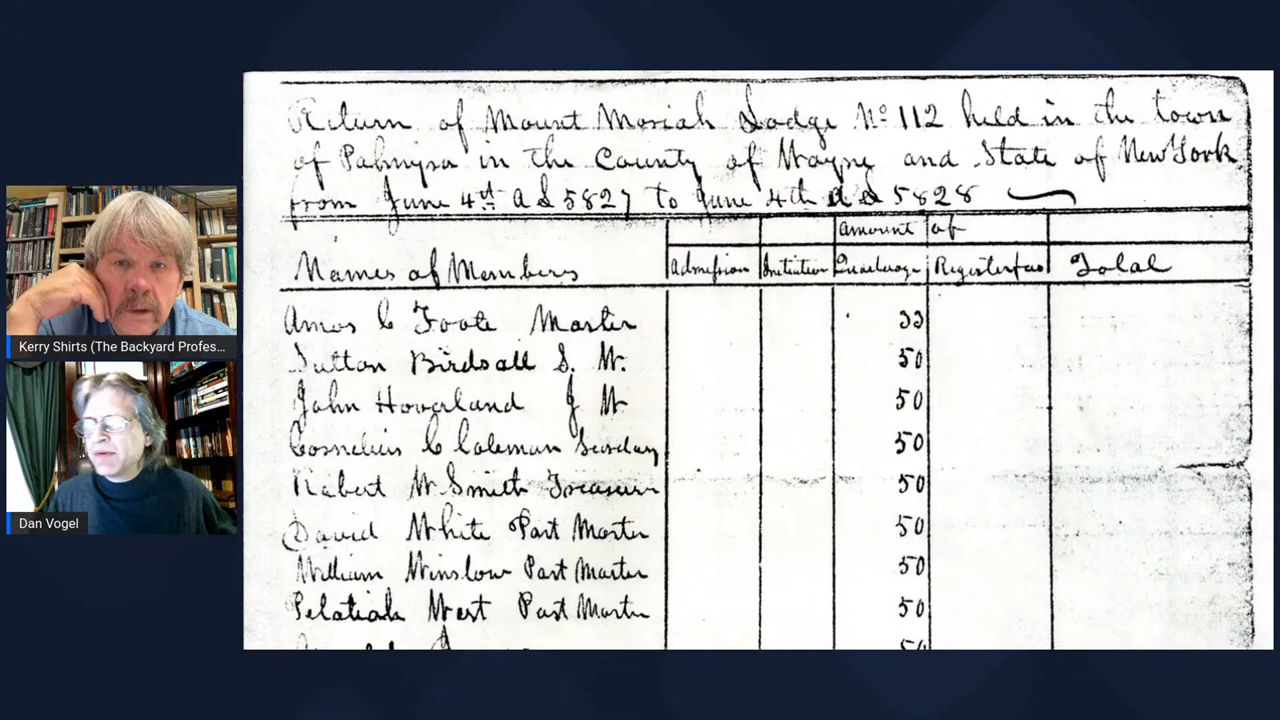 Return of Mount Moriah Lodge No 112 held in the town
of Palmyra in the County of Wayne and State of New York
from June 4th A L 5827 to June 4th A L 5828
amount of
Names of Members Admission Initiation Quarterage Register fees Total
Amos C Foote Master 33
Sutton Birdsall S. W. 50
John Hoverland J W 50
Cornelius C Coleman Secretary 50
Robert W. Smith Treasurer 50
David White Past Master 50
William Winslow Past Master 50
Pelatiah West Past Master 50
Kerry Shirts (The Backyard Profes...
Dan Vogel